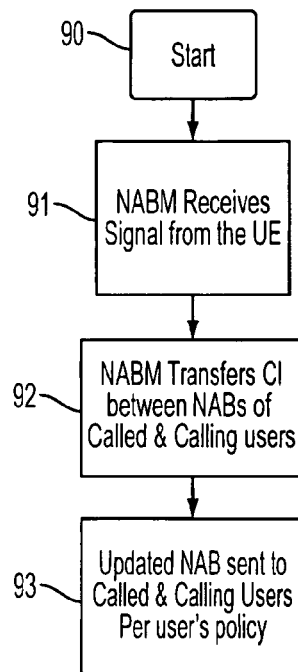 90
Start
91
NABM Receives
Signal from the UE
92
NABM Transfers CI
between NABs of
Called & Calling users
93
Updated NAB sent to
Called & Calling Users
Per user's policy